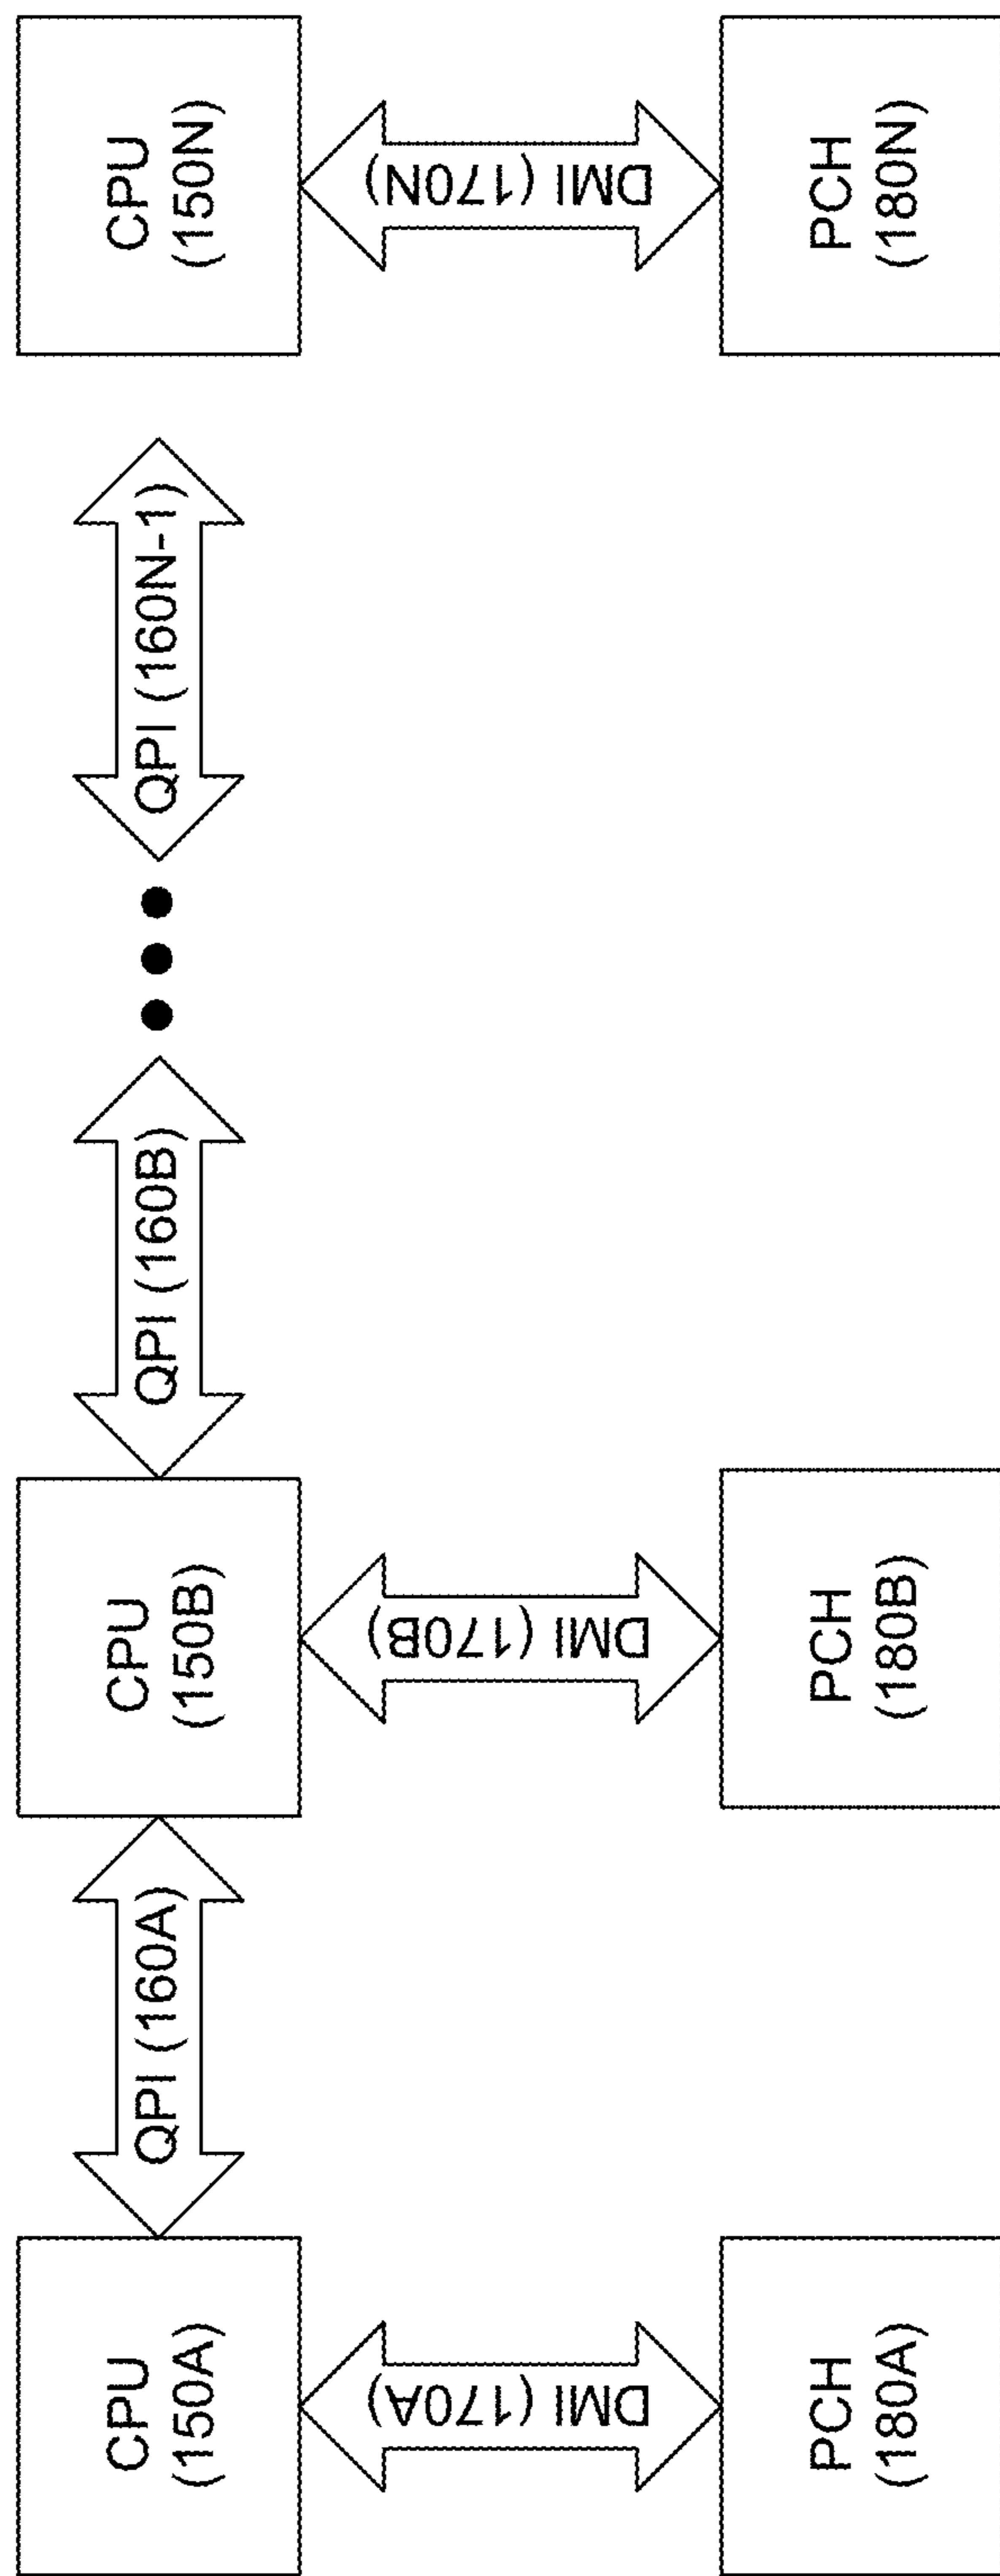 CPU
(150A)
QPI (160A)
CPU
(150B)
QPI (160B)
QPI (160N-1)
CPU
(150N)
DMI (170A)
DMI (170B)
DMI (170N)
PCH
(180A)
PCH
(180B)
PCH
(180N)